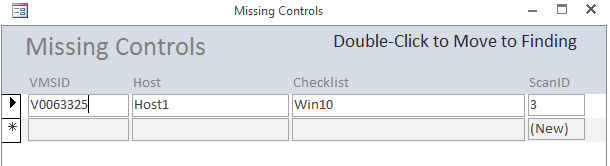 Missing Controls
Missing Controls
Double-Click to Move to Finding
VMSID Host Checklist ScanID
V0063325 Host1 Win10 3
(New)